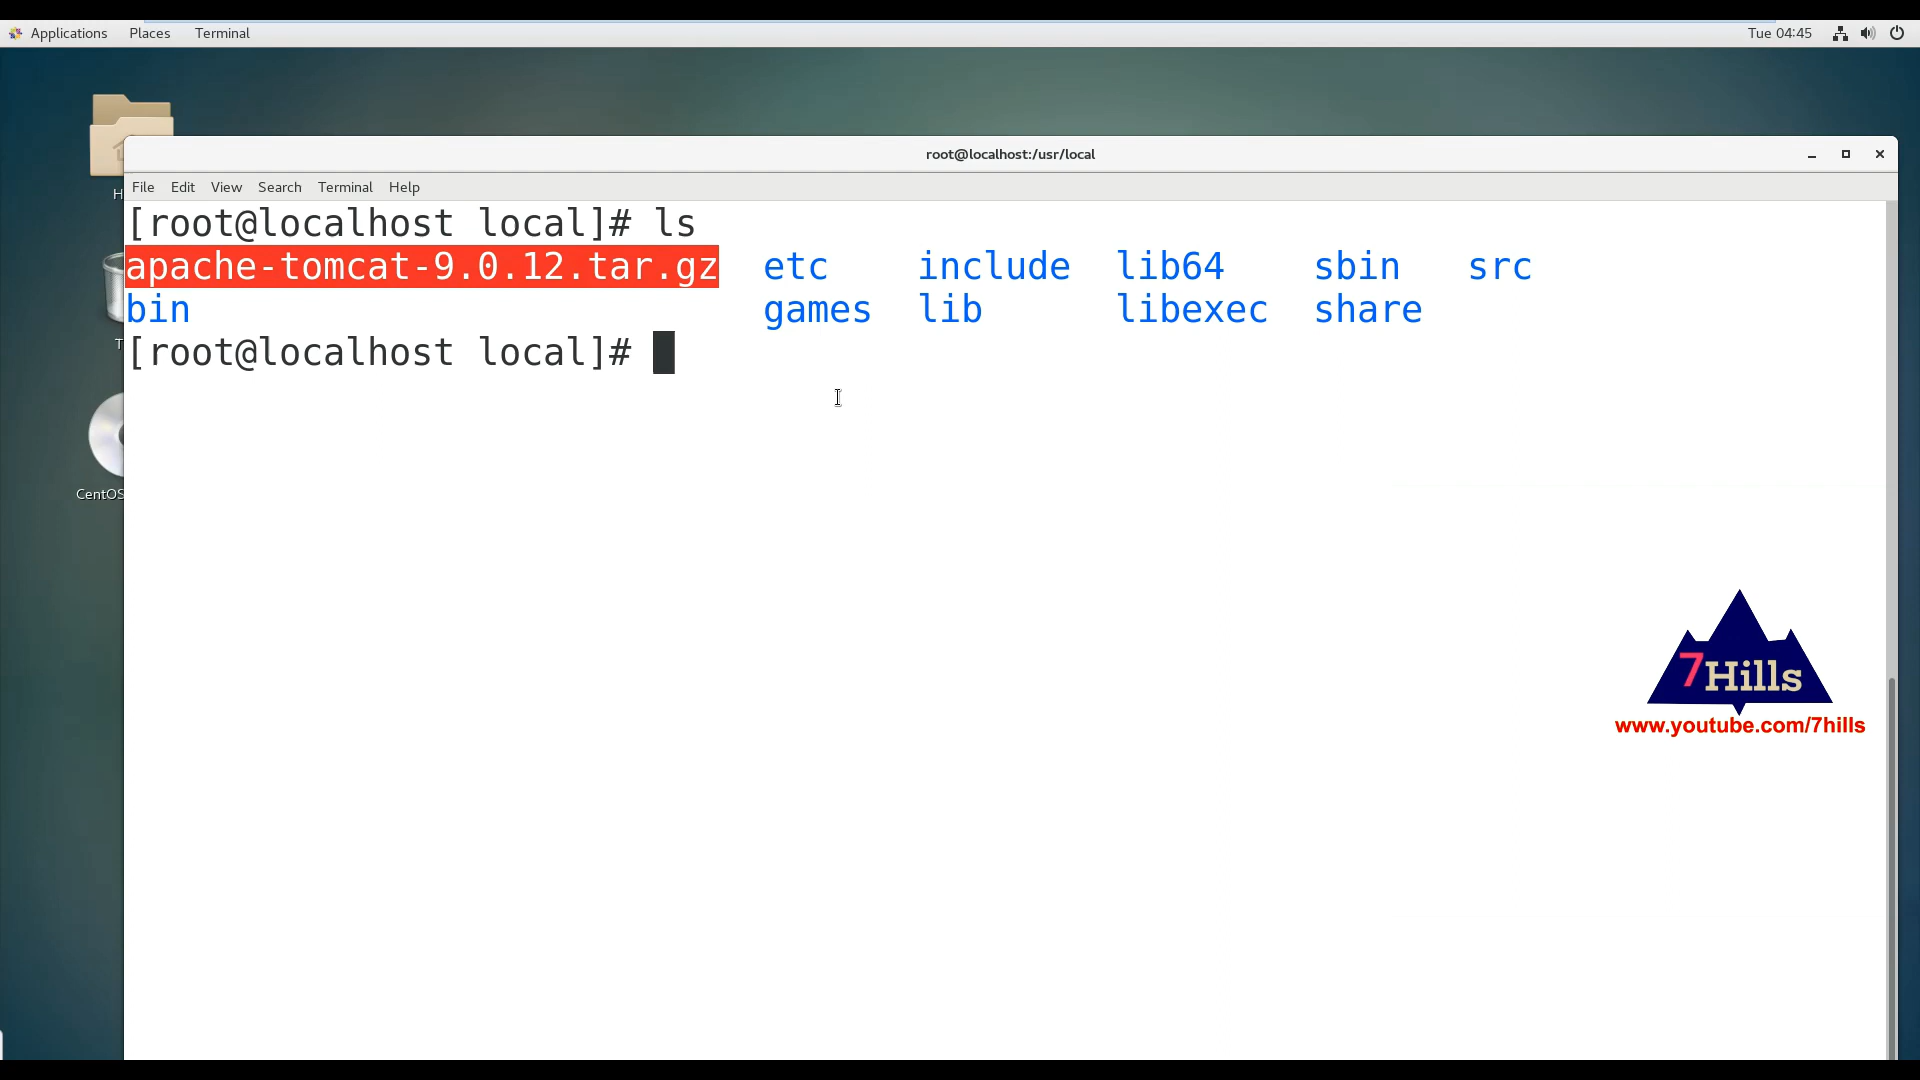 Applications Places Terminal Tue 04:45
root@localhost:/usr/local
File Edit View Search Terminal Help
[root@localhost local]# ls
apache-tomcat-9.0.12.tar.gz etc include lib64 sbin src
bin games lib libexec share
[root@localhost local]#
H
T
CentOS
7Hills
www.youtube.com/7hills